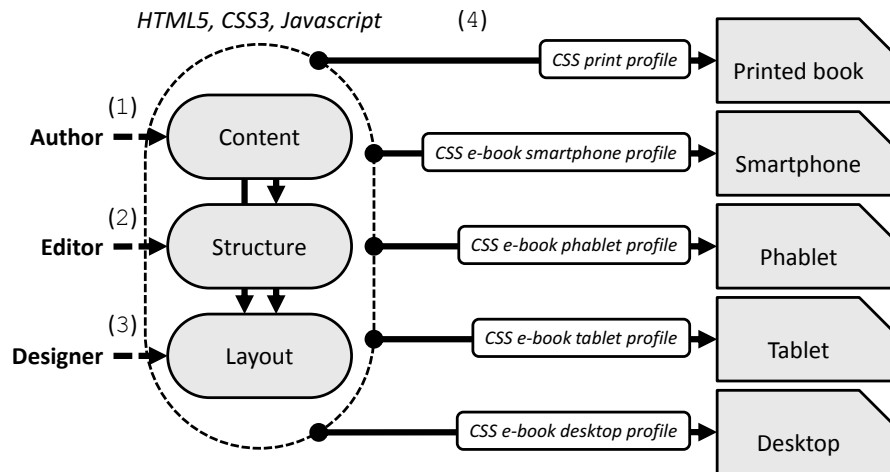 HTML5, CSS3, Javascript
(4)
CSS print profile
Printed book
(1)
Author
Content
CSS e-book smartphone profile
Smartphone
(2)
Editor
Structure
CSS e-book phablet profile
Phablet
(3)
Designer
Layout
CSS e-book tablet profile
Tablet
CSS e-book desktop profile
Desktop